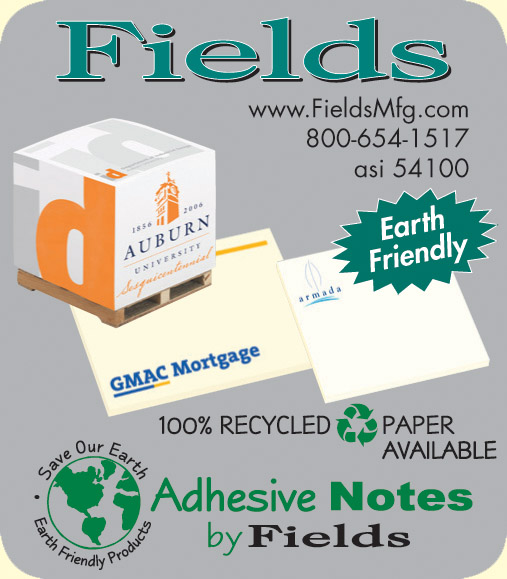 Fields
www.FieldsMfg.com
800-654-1517
asi 54100
Earth
Friendly
d
1856 2006
AUBURN
UNIVERSITY
Sesquicentennial
armada
GMAC Mortgage
100% RECYCLED PAPER
AVAILABLE
Save Our Earth
Earth Friendly Products
Adhesive Notes
by Fields